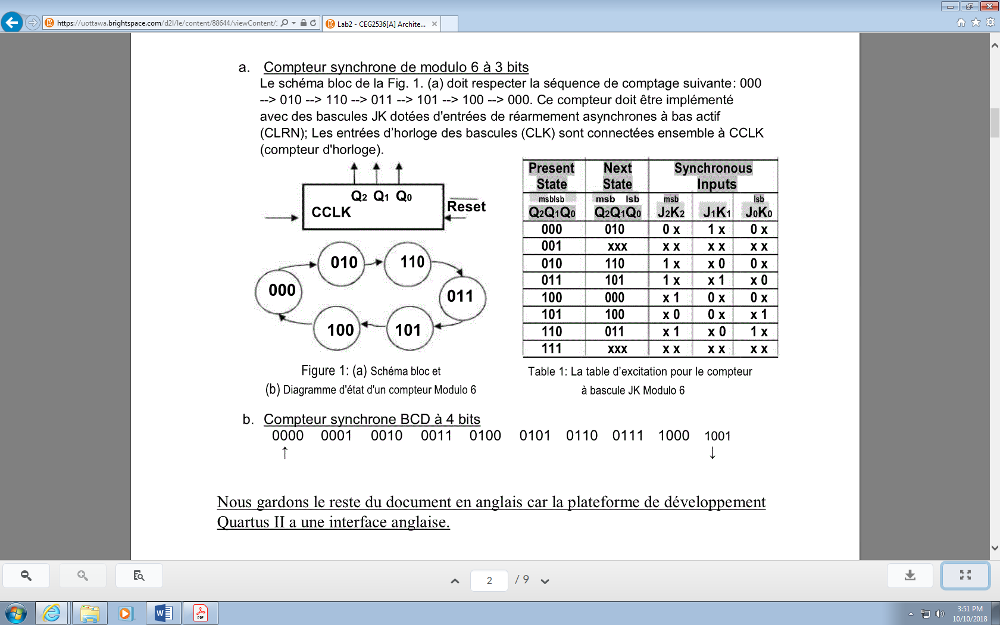 https://uottawa.brightspace.com/d2l/le/content/88644/viewContent/
Lab2 - CEG2536[A] Archite...
a. Compteur synchrone de modulo 6 à 3 bits
Le schéma bloc de la Fig. 1. (a) doit respecter la séquence de comptage suivante: 000
--> 010 --> 110 --> 011 --> 101 --> 100 --> 000. Ce compteur doit être implémenté
avec des bascules JK dotées d'entrées de réarmement asynchrones à bas actif
(CLRN); Les entrées d’horloge des bascules (CLK) sont connectées ensemble à CCLK
(compteur d'horloge).
Q2 Q1 Q0
CCLK
Reset
010
110
000
011
100
101
Figure 1: (a) Schéma bloc et
(b) Diagramme d'état d'un compteur Modulo 6
Present Next Synchronous
State State Inputs
msblsb msb lsb msb lsb
Q2Q1Q0 Q2Q1Q0 J2K2 J1K1 J0K0
000 010 0 x 1 x 0 x
001 xxx x x x x x x
010 110 1 x x 0 0 x
011 101 1 x x 1 x 0
100 000 x 1 0 x 0 x
101 100 x 0 0 x x 1
110 011 x 1 x 0 1 x
111 xxx x x x x x x
Table 1: La table d’excitation pour le compteur
à bascule JK Modulo 6
b. Compteur synchrone BCD à 4 bits
0000 0001 0010 0011 0100 0101 0110 0111 1000 1001
↑ ↓
Nous gardons le reste du document en anglais car la plateforme de développement
Quartus II a une interface anglaise.
2 / 9
3:51 PM
10/10/2018